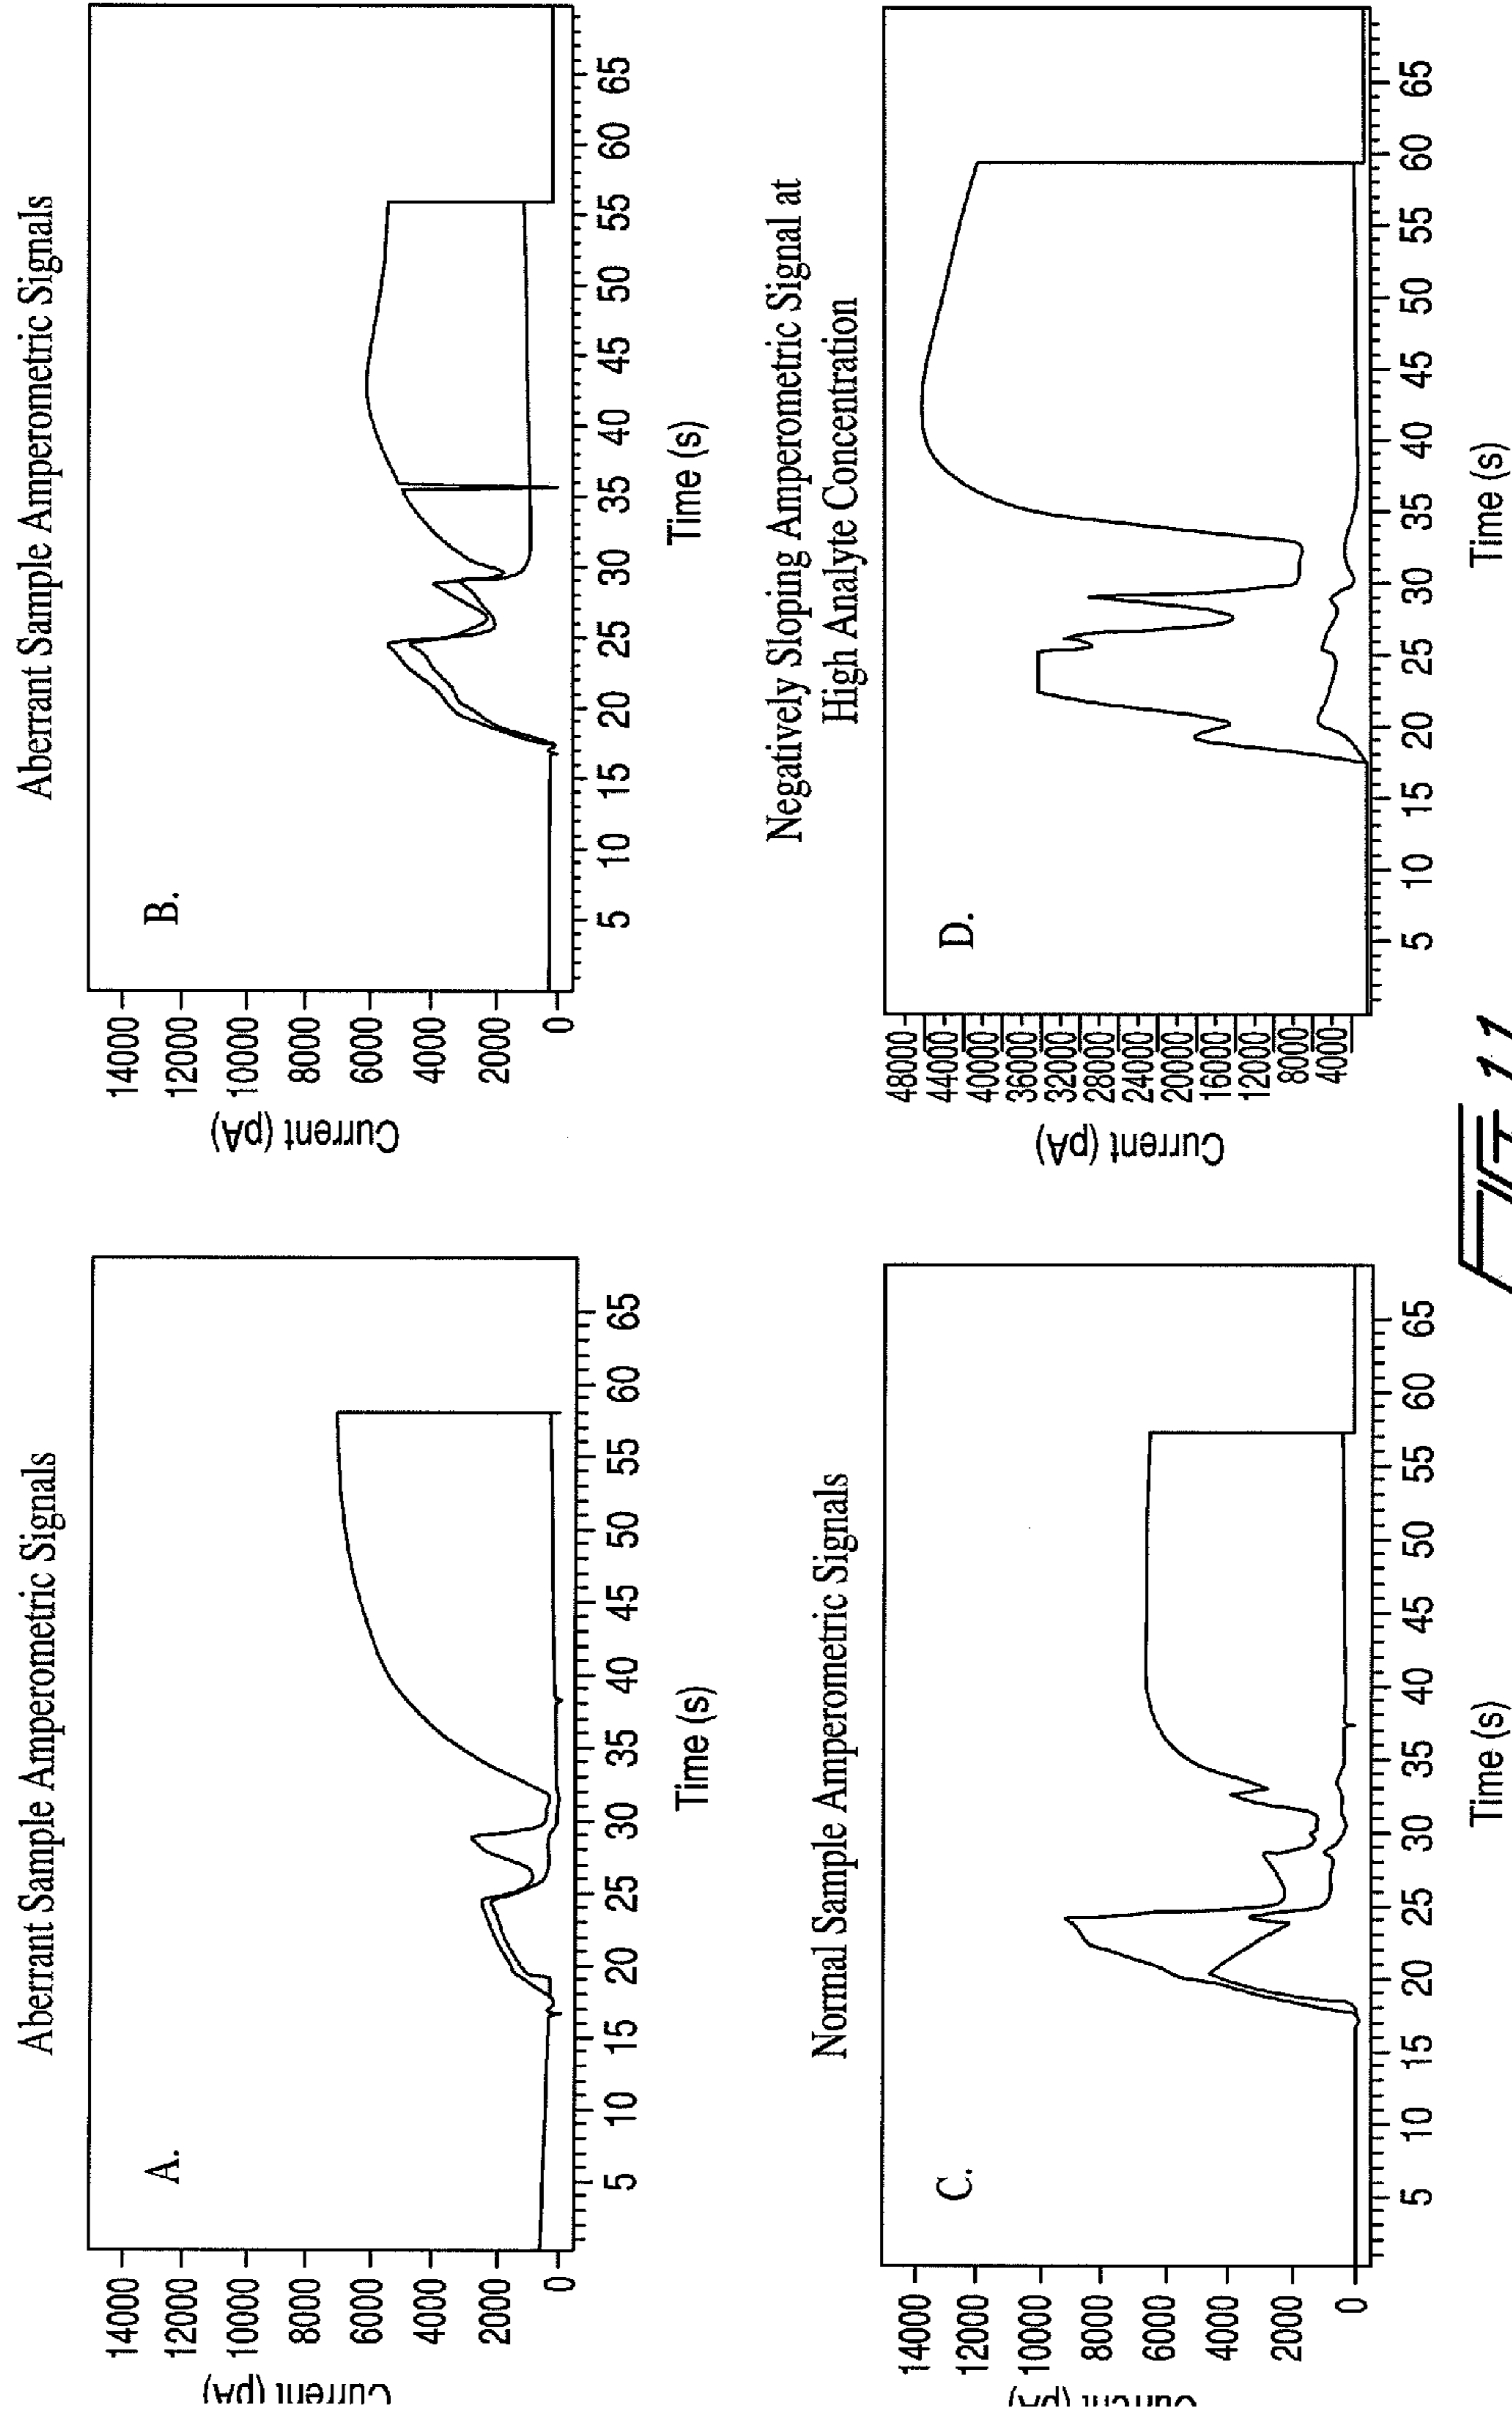 Aberrant Sample Amperometric Signals
A.
Current (pA)
14000
12000
10000
8000
6000
4000
2000
0
5 10 15 20 25 30 35 40 45 50 55 60 65
Time (s)
Aberrant Sample Amperometric Signals
B.
Current (pA)
14000
12000
10000
8000
6000
4000
2000
0
5 10 15 20 25 30 35 40 45 50 55 60 65
Time (s)
Normal Sample Amperometric Signals
C.
Current (pA)
14000
12000
10000
8000
6000
4000
2000
0
5 10 15 20 25 30 35 40 45 50 55 60 65
Time (s)
Negatively Sloping Amperometric Signal at
High Analyte Concentration
D.
Current (pA)
48000
44000
40000
36000
32000
28000
24000
20000
16000
12000
8000
4000
5 10 15 20 25 30 35 40 45 50 55 60 65
Time (s)
FIG 11